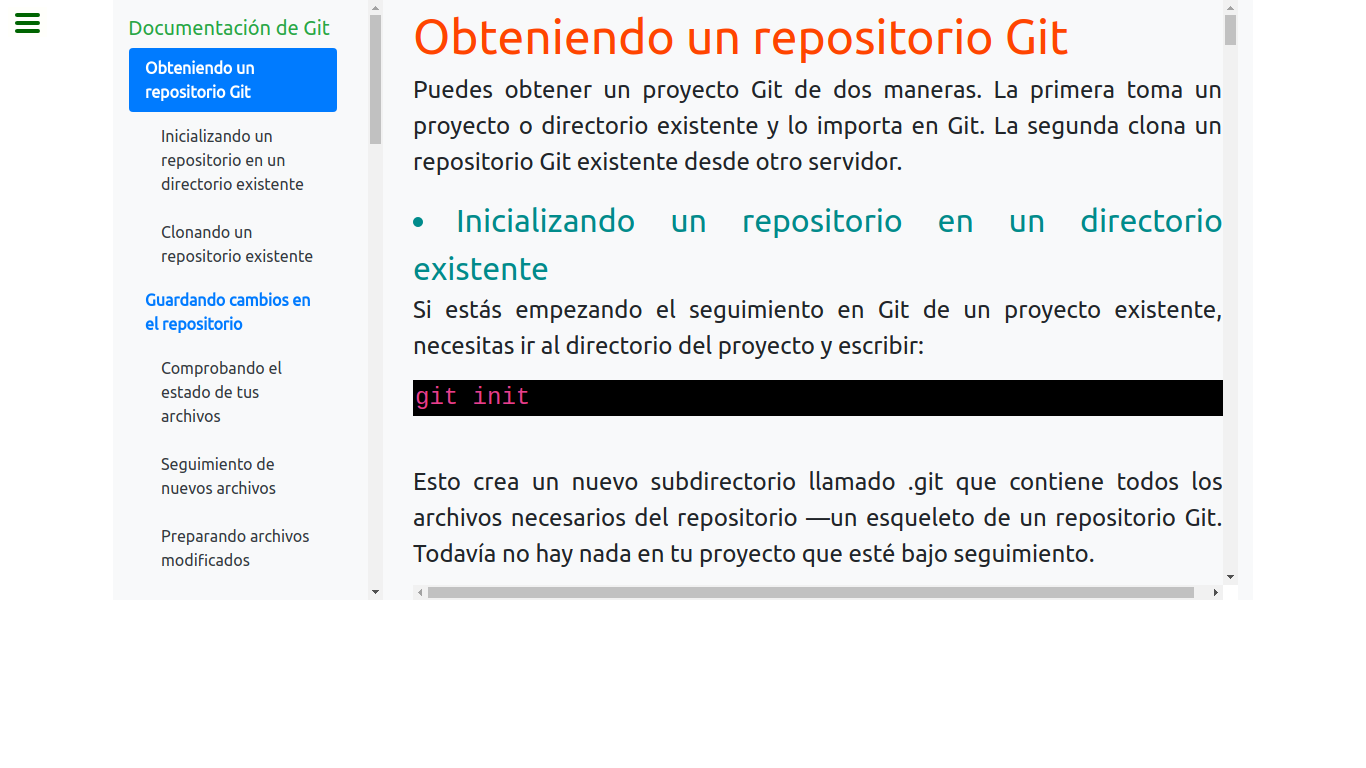 Documentación de Git
Obteniendo un
repositorio Git
Inicializando un
repositorio en un
directorio existente
Clonando un
repositorio existente
Guardando cambios en
el repositorio
Comprobando el
estado de tus
archivos
Seguimiento de
nuevos archivos
Preparando archivos
modificados
Obteniendo un repositorio Git
Puedes obtener un proyecto Git de dos maneras. La primera toma un
proyecto o directorio existente y lo importa en Git. La segunda clona un
repositorio Git existente desde otro servidor.
• Inicializando un repositorio en un directorio
existente
Si estás empezando el seguimiento en Git de un proyecto existente,
necesitas ir al directorio del proyecto y escribir:
git init
Esto crea un nuevo subdirectorio llamado .git que contiene todos los
archivos necesarios del repositorio —un esqueleto de un repositorio Git.
Todavía no hay nada en tu proyecto que esté bajo seguimiento.